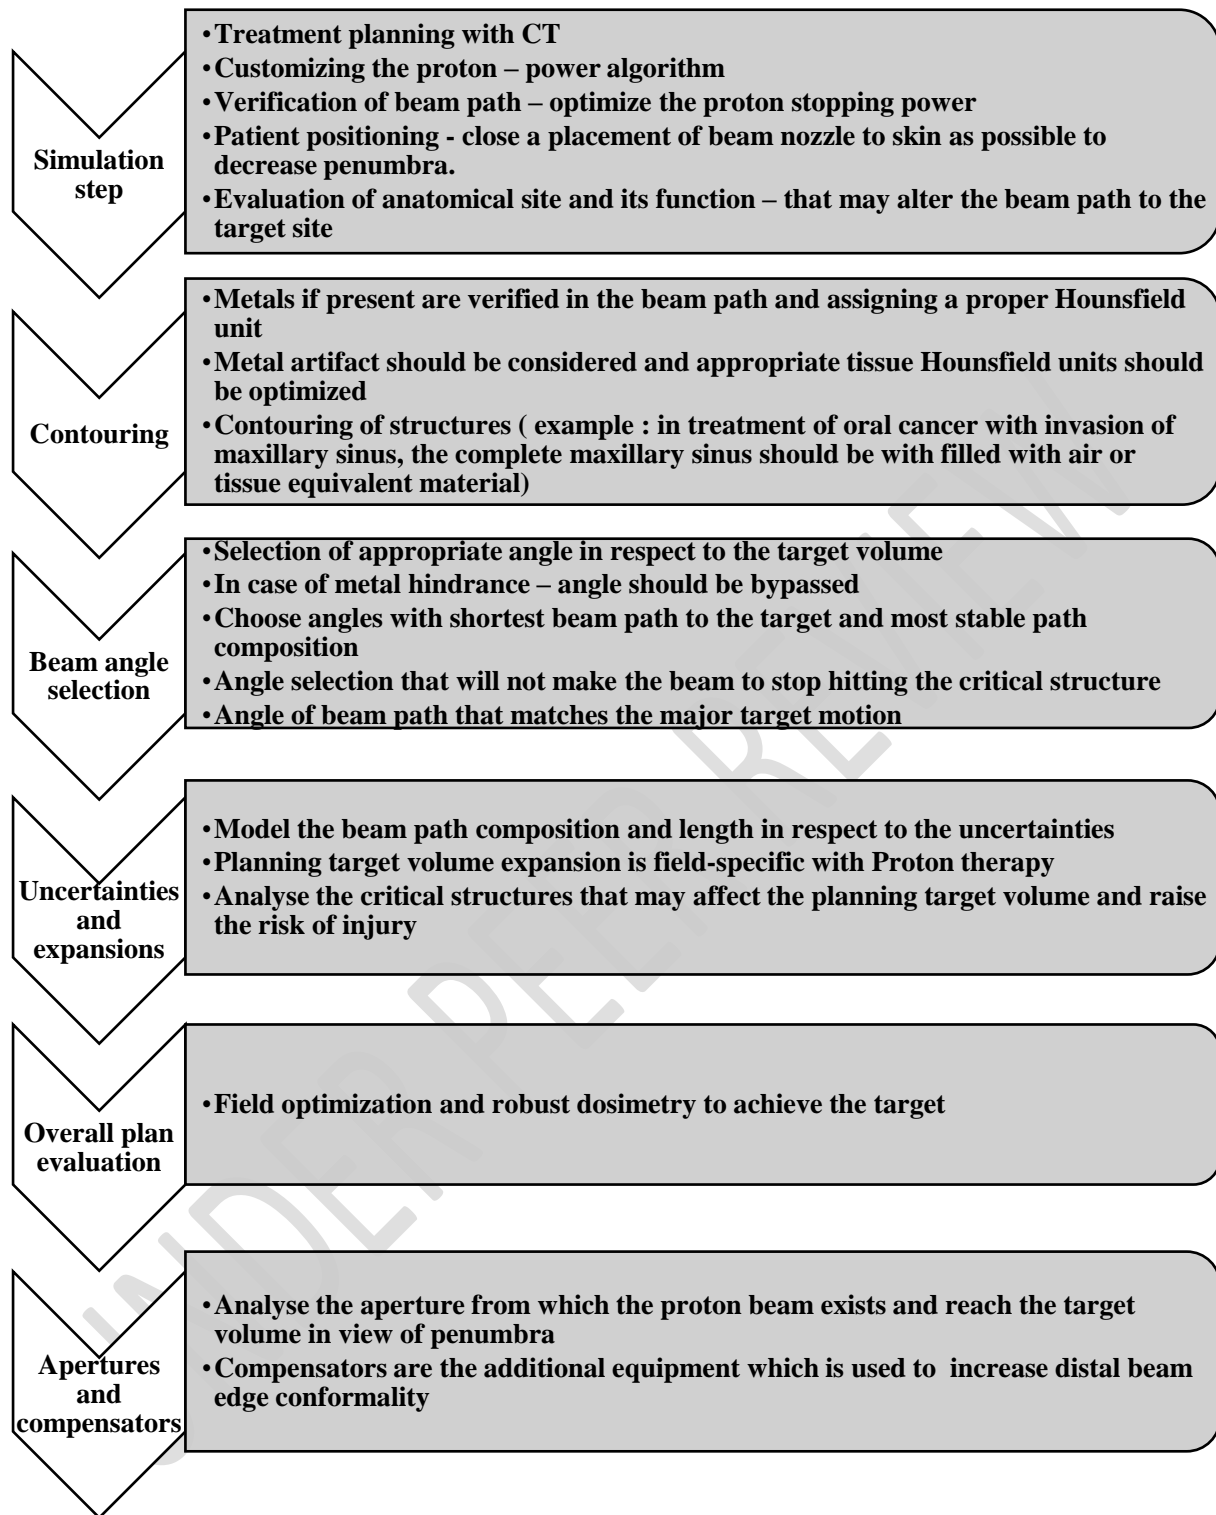 •Treatment planning with CT
•Customizing the proton – power algorithm
•Verification of beam path – optimize the proton stopping power
•Patient positioning - close a placement of beam nozzle to skin as possible to
decrease penumbra.
•Evaluation of anatomical site and its function – that may alter the beam path to the
target site
Simulation
step
•Metals if present are verified in the beam path and assigning a proper Hounsfield
unit
•Metal artifact should be considered and appropriate tissue Hounsfield units should
be optimized
•Contouring of structures ( example : in treatment of oral cancer with invasion of
maxillary sinus, the complete maxillary sinus should be with filled with air or
tissue equivalent material)
Contouring
•Selection of appropriate angle in respect to the target volume
•In case of metal hindrance – angle should be bypassed
•Choose angles with shortest beam path to the target and most stable path
composition
•Angle selection that will not make the beam to stop hitting the critical structure
•Angle of beam path that matches the major target motion
Beam angle
selection
•Model the beam path composition and length in respect to the uncertainties
•Planning target volume expansion is field-specific with Proton therapy
•Analyse the critical structures that may affect the planning target volume and raise
the risk of injury
Uncertainties
and
expansions
•Field optimization and robust dosimetry to achieve the target
Overall plan
evaluation
•Analyse the aperture from which the proton beam exists and reach the target
volume in view of penumbra
•Compensators are the additional equipment which is used to  increase distal beam
edge conformality
Apertures
and
compensators
UNDER PEER REVIEW